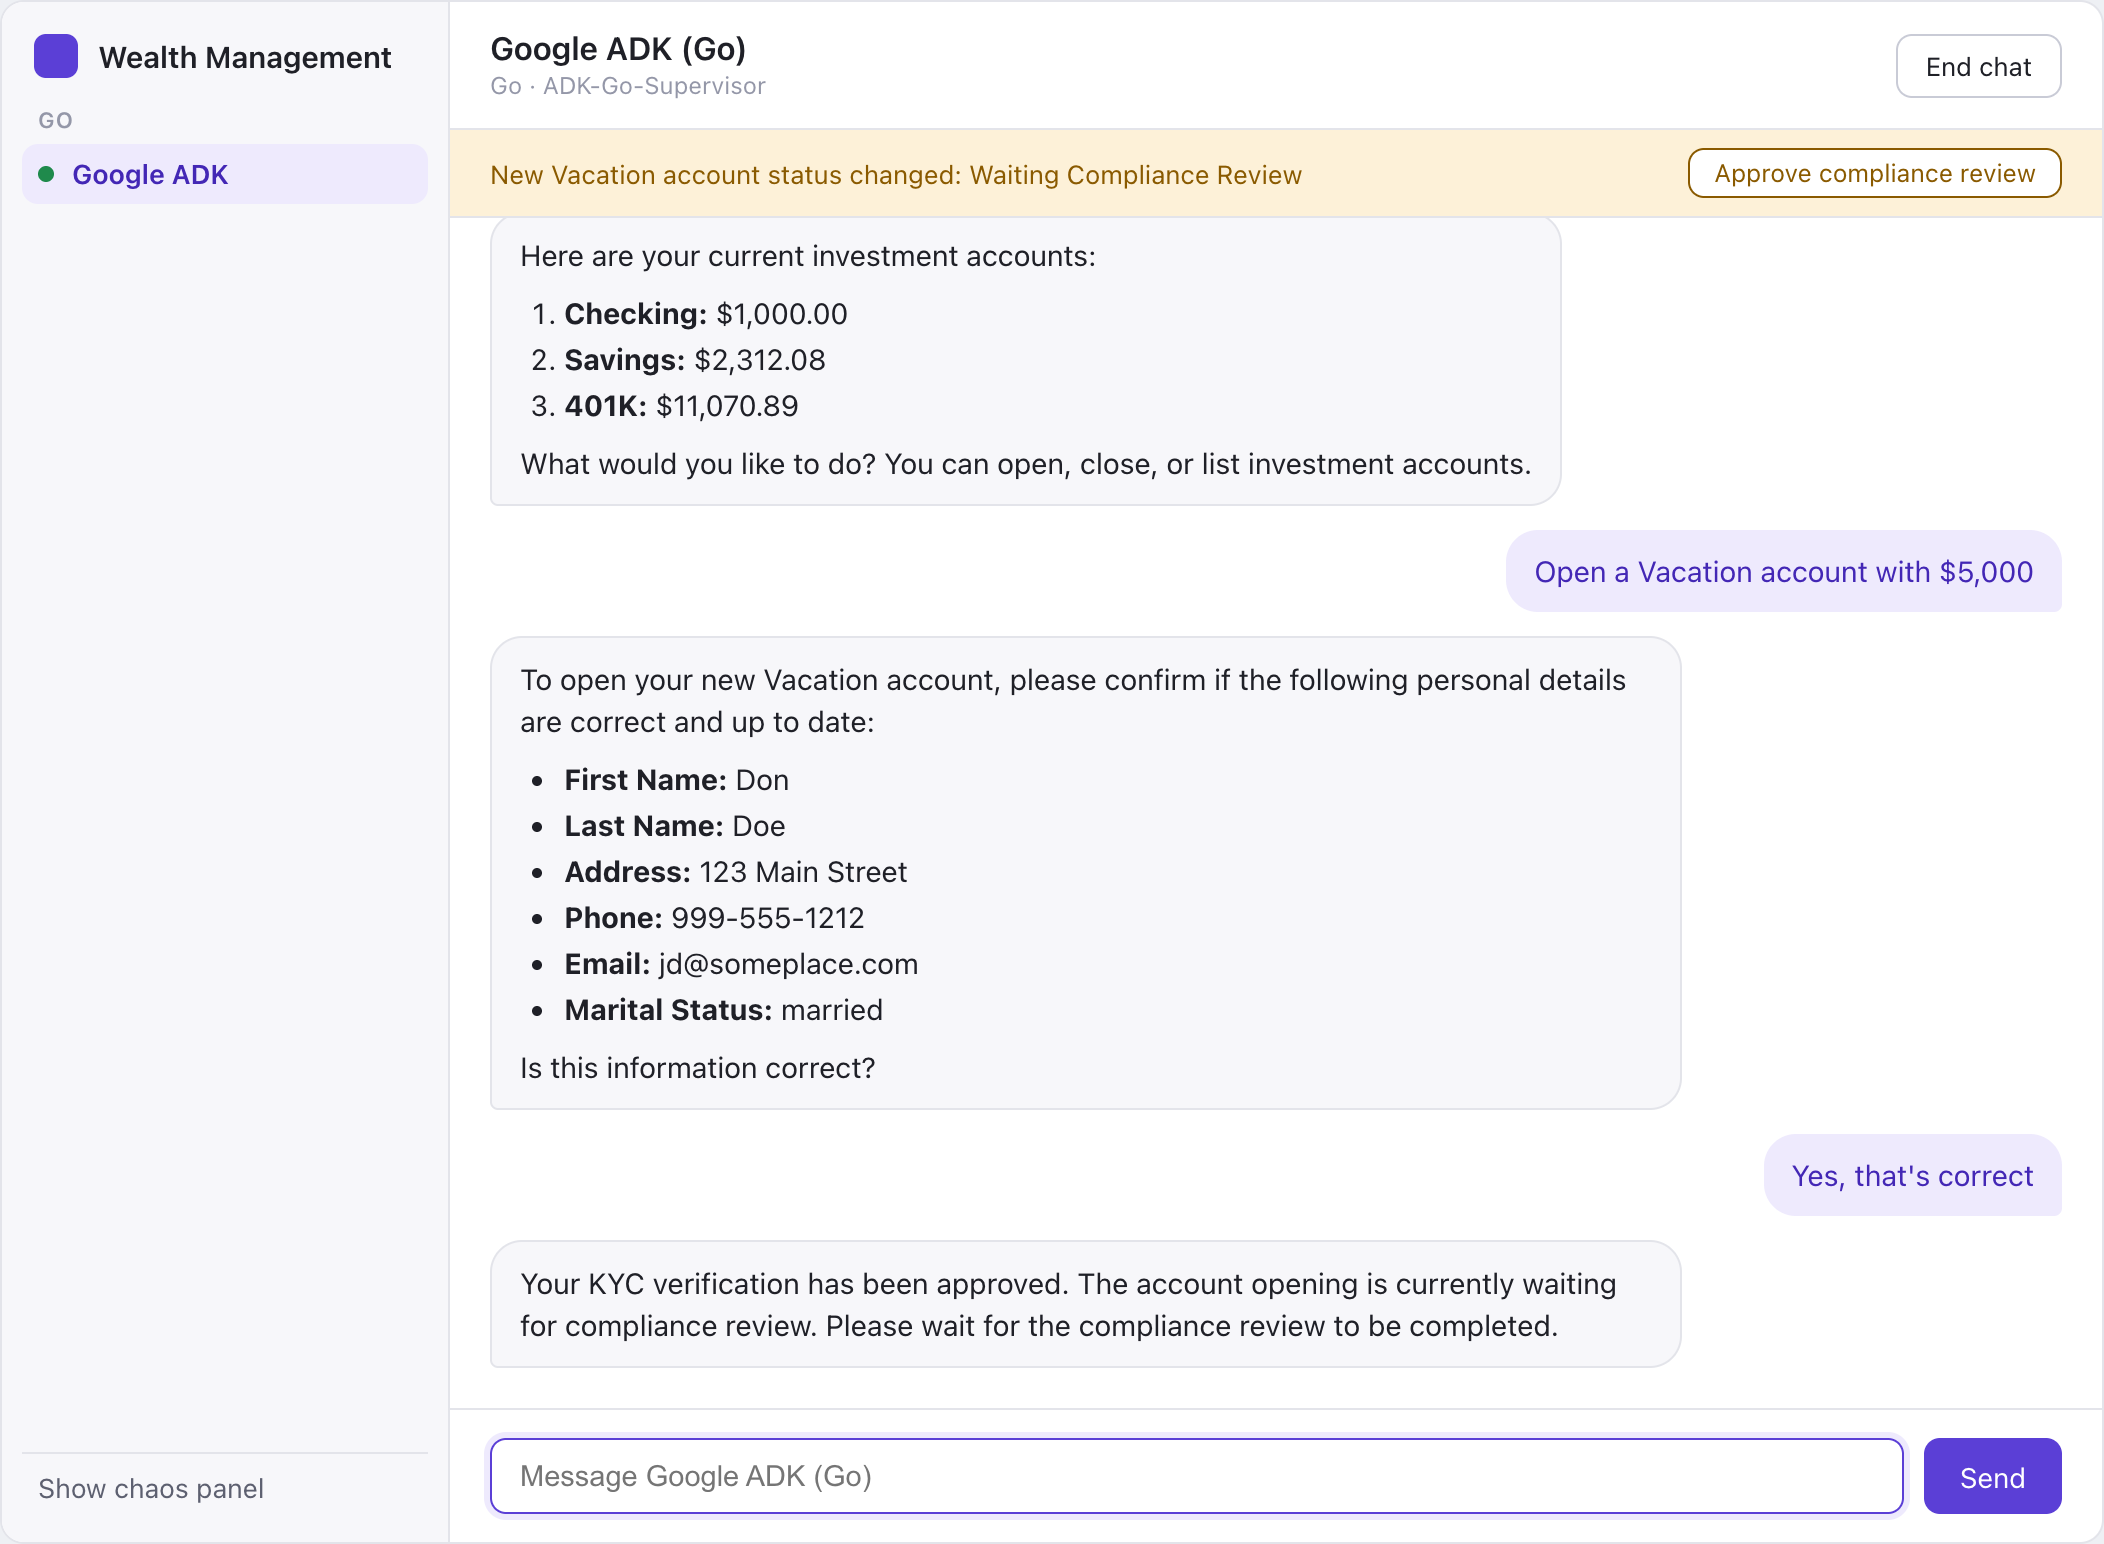 Wealth Management
GO
Google ADK
Show chaos panel
Google ADK (Go)
Go · ADK-Go-Supervisor
End chat
New Vacation account status changed: Waiting Compliance Review
Approve compliance review
Here are your current investment accounts:
1. Checking: $1,000.00
2. Savings: $2,312.08
3. 401K: $11,070.89
What would you like to do? You can open, close, or list investment accounts.
Open a Vacation account with $5,000
To open your new Vacation account, please confirm if the following personal details
are correct and up to date:
• First Name: Don
• Last Name: Doe
• Address: 123 Main Street
• Phone: 999-555-1212
• Email: jd@someplace.com
• Marital Status: married
Is this information correct?
Yes, that's correct
Your KYC verification has been approved. The account opening is currently waiting
for compliance review. Please wait for the compliance review to be completed.
Message Google ADK (Go)
Send